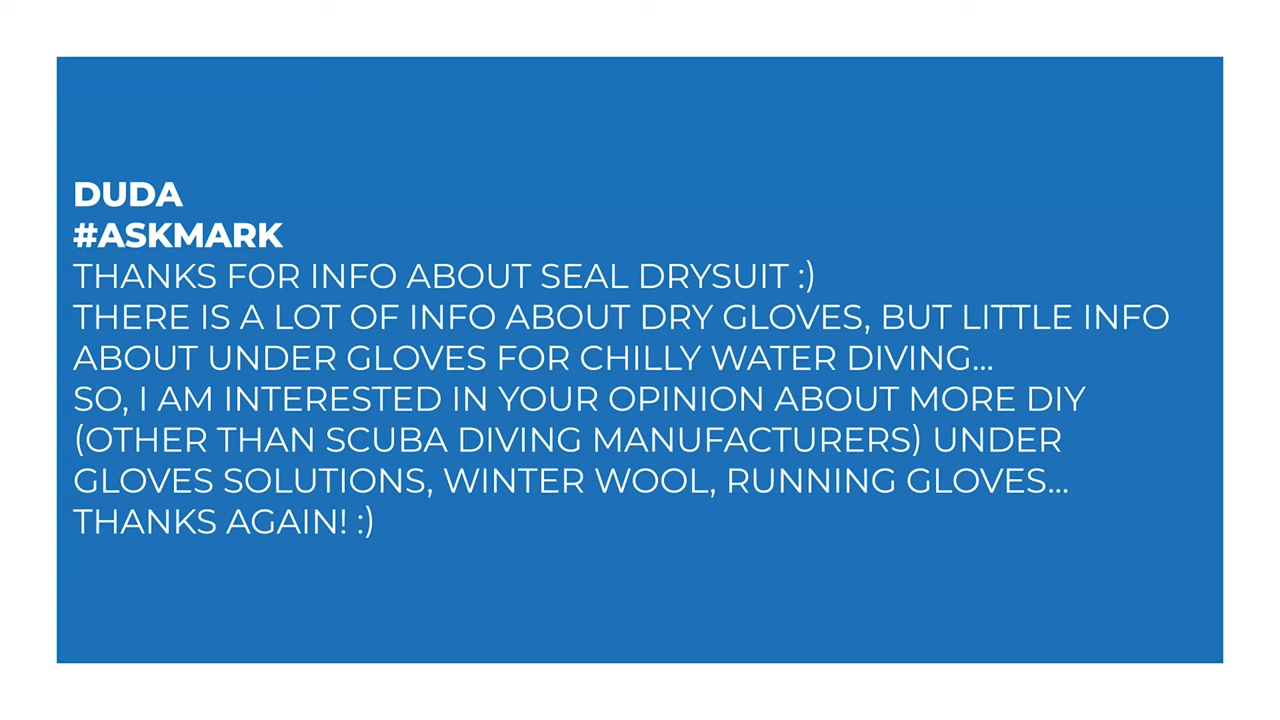 DUDA
#ASKMARK
THANKS FOR INFO ABOUT SEAL DRYSUIT :)
THERE IS A LOT OF INFO ABOUT DRY GLOVES, BUT LITTLE INFO
ABOUT UNDER GLOVES FOR CHILLY WATER DIVING...
SO, I AM INTERESTED IN YOUR OPINION ABOUT MORE DIY
(OTHER THAN SCUBA DIVING MANUFACTURERS) UNDER
GLOVES SOLUTIONS, WINTER WOOL, RUNNING GLOVES...
THANKS AGAIN! :)